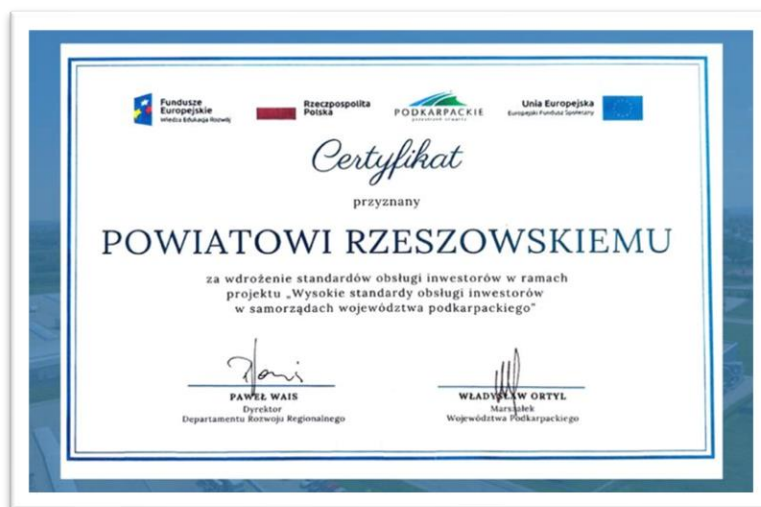 Fundusze
Europejskie
Wiedza Edukacja Rozwój
Rzeczpospolita
Polska
PODKARPACKIE
przestrzeń otwarta
Unia Europejska
Europejski Fundusz Społeczny
Certyfikat
przyznany
POWIATOWI RZESZOWSKIEMU
za wdrożenie standardów obsługi inwestorów w ramach
projektu „Wysokie standardy obsługi inwestorów
w samorządach województwa podkarpackiego”
PAWEŁ WAIS
Dyrektor
Departamentu Rozwoju Regionalnego
WŁADYSŁAW ORTYL
Marszałek
Województwa Podkarpackiego